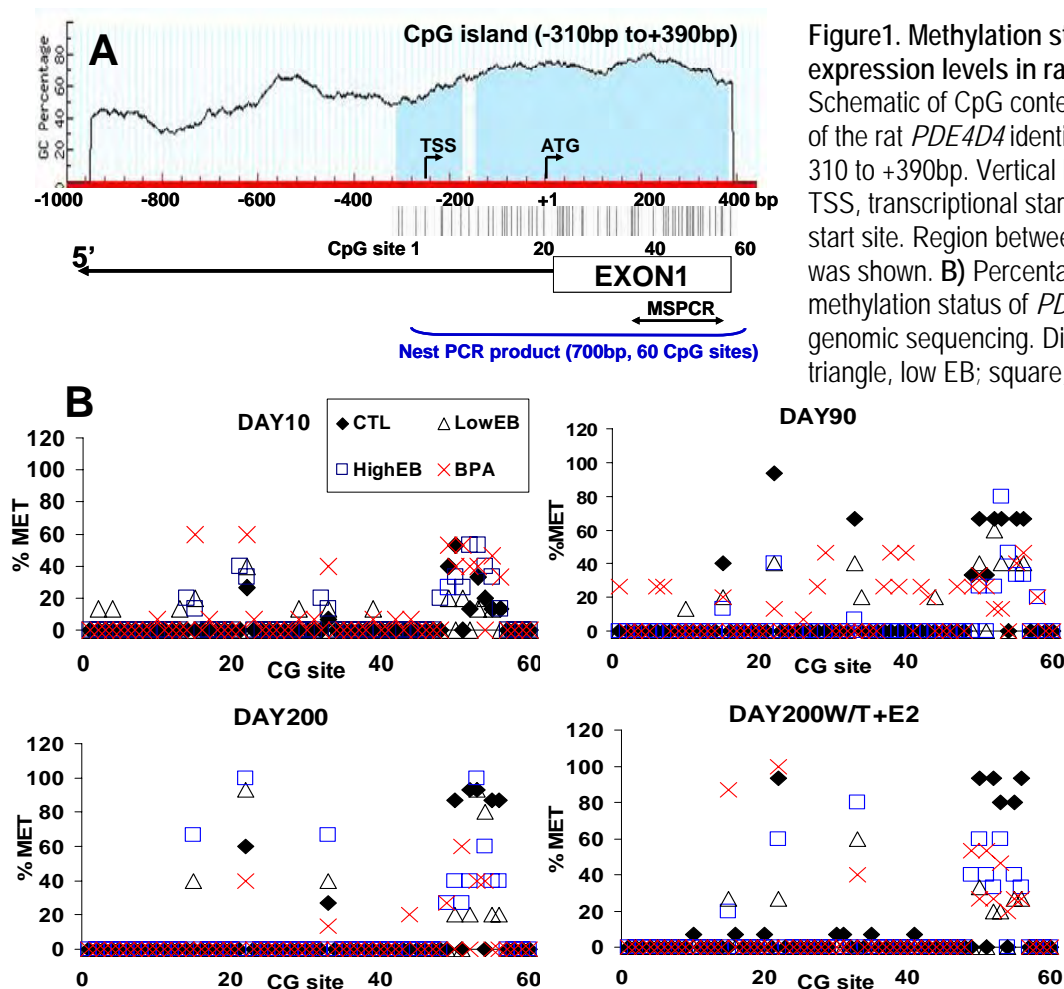 A
CpG island (-310bp to+390bp)
GC Percentage
80
60
40
20
0
TSS
ATG
-1000 -800 -600 -400 -200 +1 200 400 bp
CpG site 1 20 40 60
5’
EXON1
MSPCR
Nest PCR product (700bp, 60 CpG sites)
Figure1. Methylation st
expression levels in ra
Schematic of CpG conte
of the rat PDE4D4 identi
310 to +390bp. Vertical
TSS, transcriptional star
start site. Region betwee
was shown. B) Percenta
methylation status of PD
genomic sequencing. Di
triangle, low EB; square
B
DAY10
CTL LowEB
HighEB BPA
% MET
120
100
80
60
40
20
0
0 20 40 60
CG site
DAY90
%MET
120
100
80
60
40
20
0
0 20 40 60
CG site
DAY200
% MET
120
100
80
60
40
20
0
0 20 40 60
CG site
DAY200W/T+E2
% MET
120
100
80
60
40
20
0
0 20 40 60
CG site